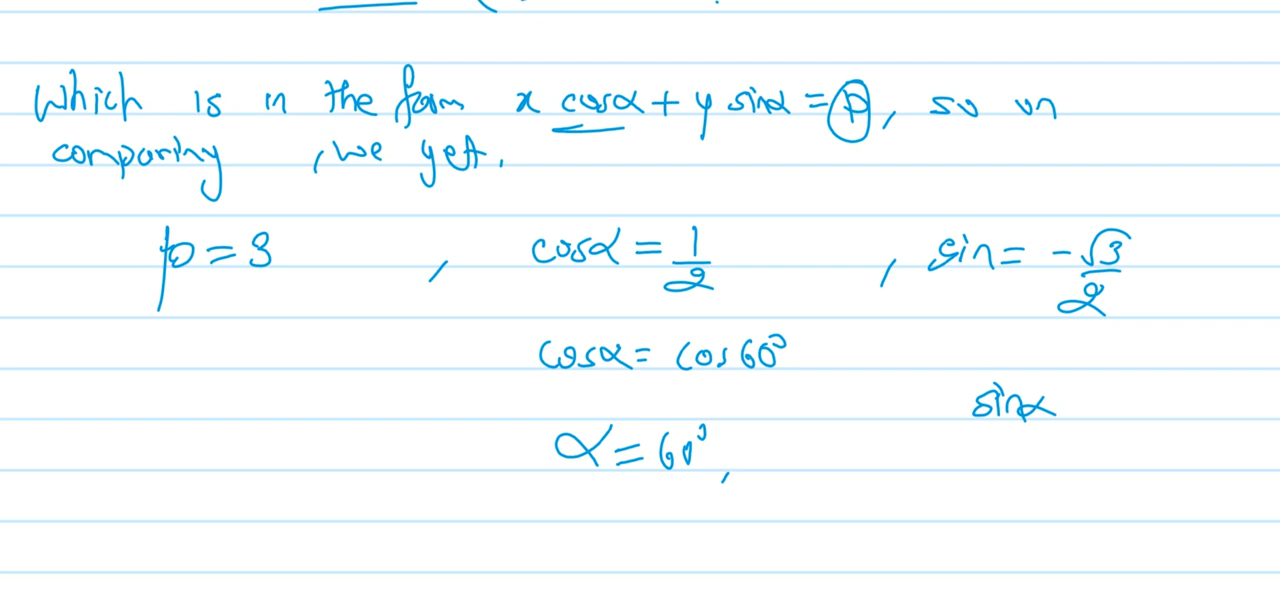 Which is in the form x cosα + y sinα = p, so on
comparing, we get.
p = 3 , cosα = 1/2 , sin = -√3/2
cosα = cos 60°
sinα
α = 60°,